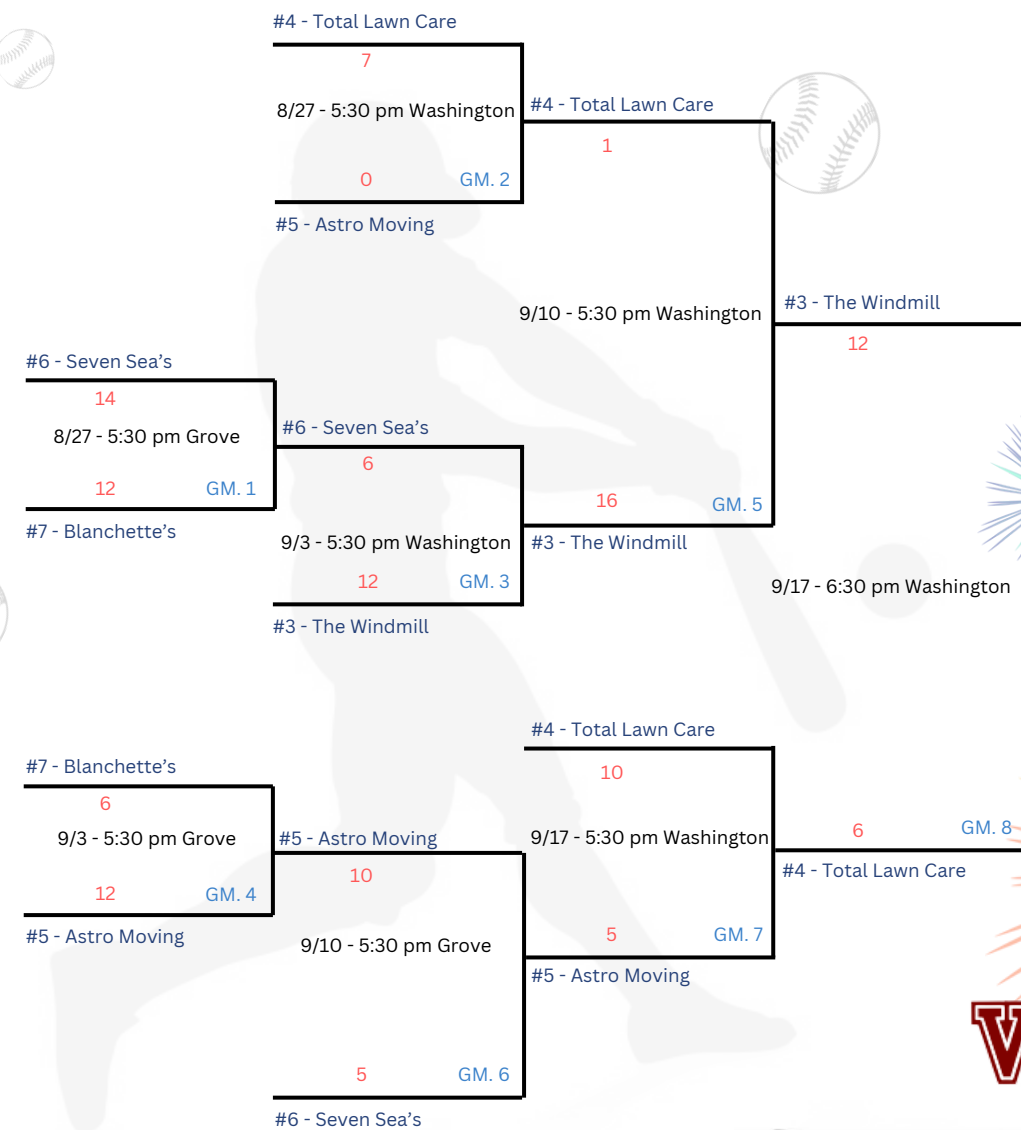 #4 - Total Lawn Care
7
8/27 - 5:30 pm Washington
0
GM. 2
#5 - Astro Moving
#4 - Total Lawn Care
1
9/10 - 5:30 pm Washington
#3 - The Windmill
12
#6 - Seven Sea’s
14
8/27 - 5:30 pm Grove
12
GM. 1
#7 - Blanchette’s
#6 - Seven Sea’s
6
9/3 - 5:30 pm Washington
12
GM. 3
#3 - The Windmill
16
GM. 5
#3 - The Windmill
9/17 - 6:30 pm Washington
#7 - Blanchette’s
6
9/3 - 5:30 pm Grove
12
GM. 4
#5 - Astro Moving
#5 - Astro Moving
10
9/10 - 5:30 pm Grove
5
GM. 6
#6 - Seven Sea’s
#4 - Total Lawn Care
10
9/17 - 5:30 pm Washington
5
GM. 7
#5 - Astro Moving
6
GM. 8
#4 - Total Lawn Care